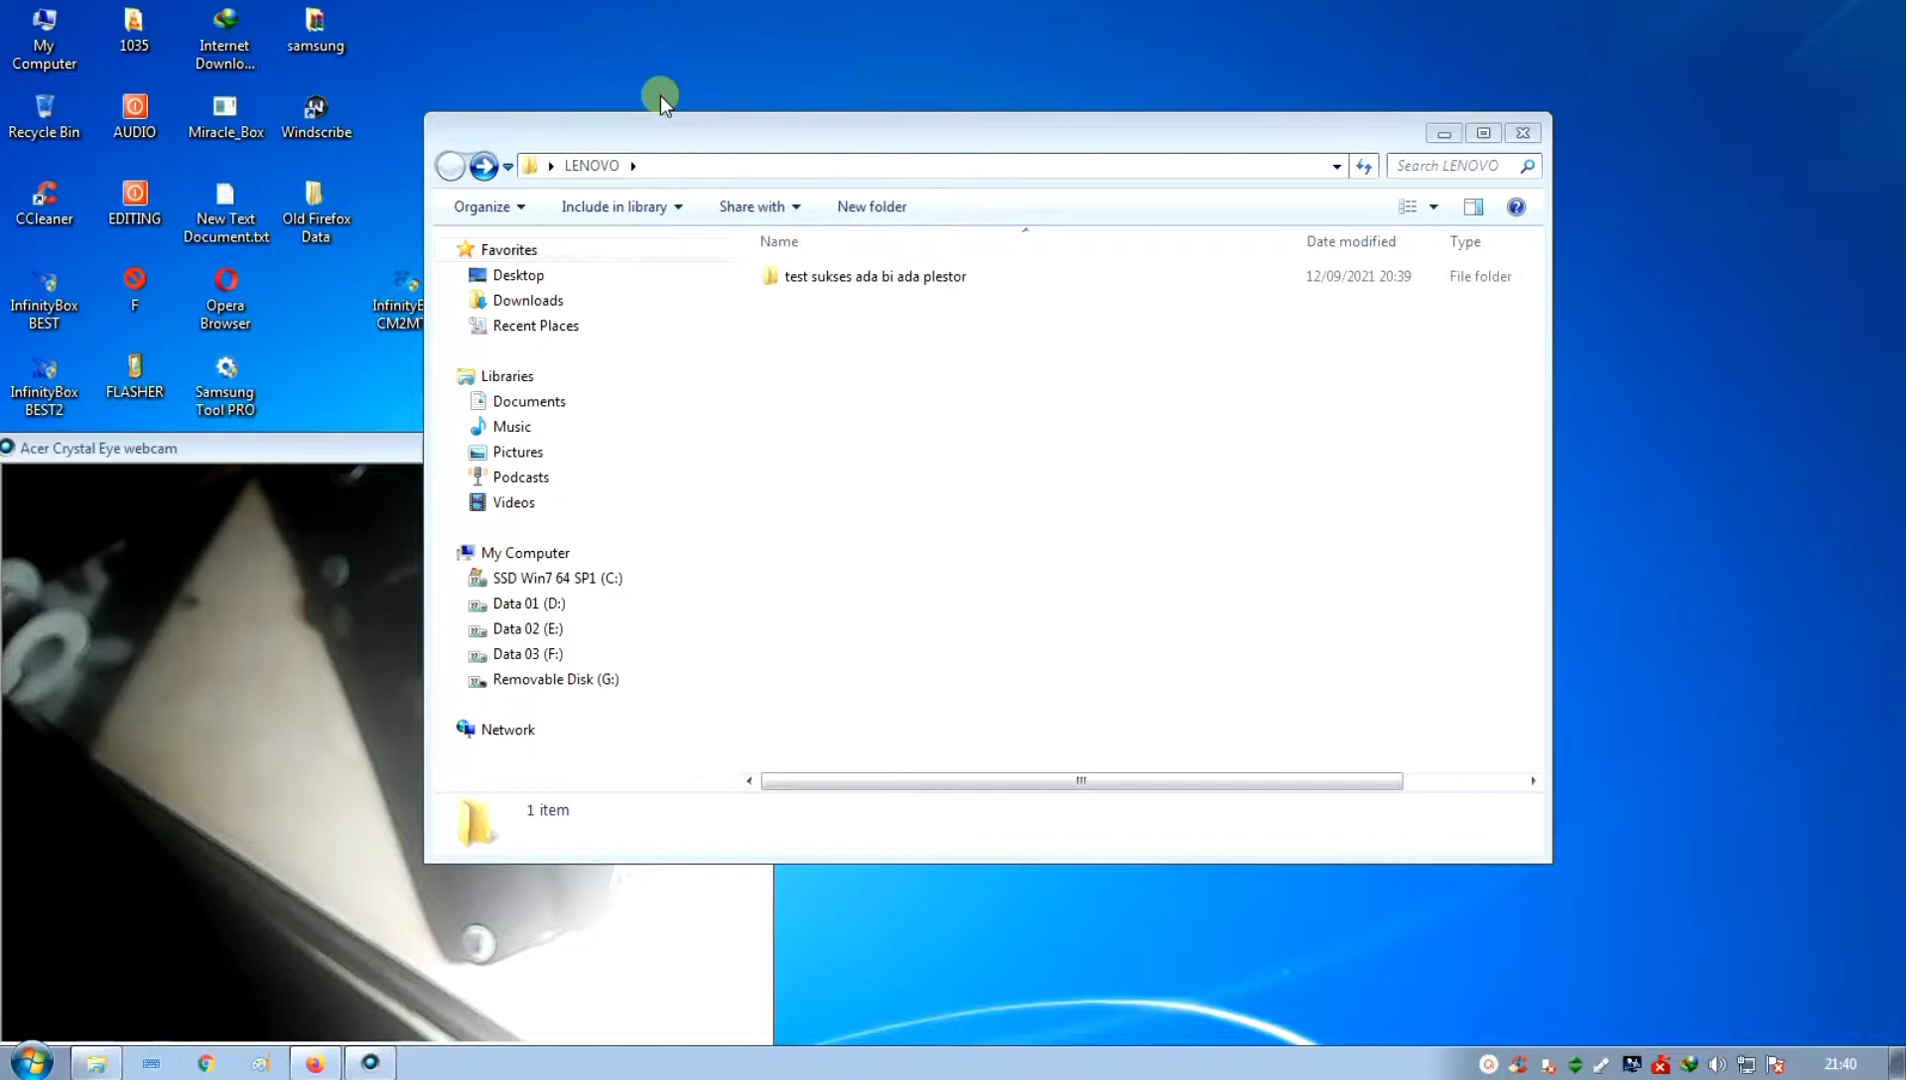 My Computer
1035
Internet Downlo...
samsung
Recycle Bin
AUDIO
Miracle_Box
Windscribe
CCleaner
EDITING
New Text Document.txt
Old Firefox Data
InfinityBox BEST
F
Opera Browser
InfinityBox BEST2
FLASHER
Samsung Tool PRO
Acer Crystal Eye webcam
LENOVO
Search LENOVO
Organize
Include in library
Share with
New folder
Name
Date modified
Type
test sukses ada bi ada plestor
12/09/2021 20:39
File folder
Favorites
Desktop
Downloads
Recent Places
Libraries
Documents
Music
Pictures
Podcasts
Videos
My Computer
SSD Win7 64 SP1 (C:)
Data 01 (D:)
Data 02 (E:)
Data 03 (F:)
Removable Disk (G:)
Network
1 item
21:40